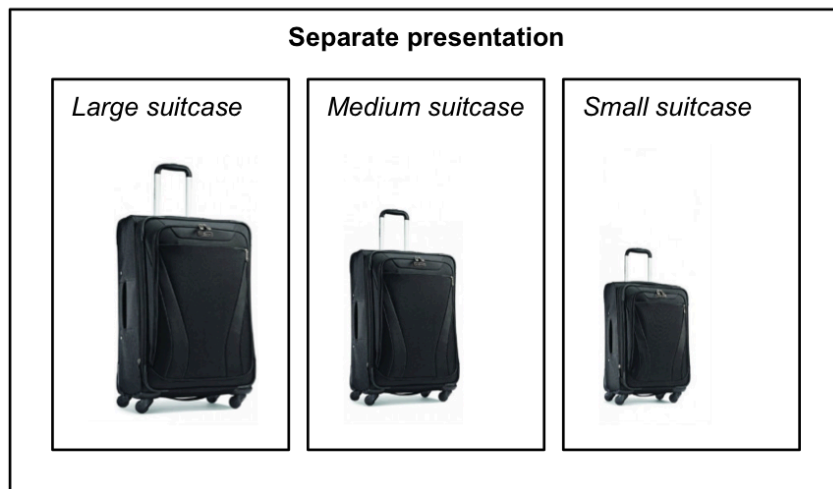 Separate presentation
Large suitcase
Medium suitcase
Small suitcase